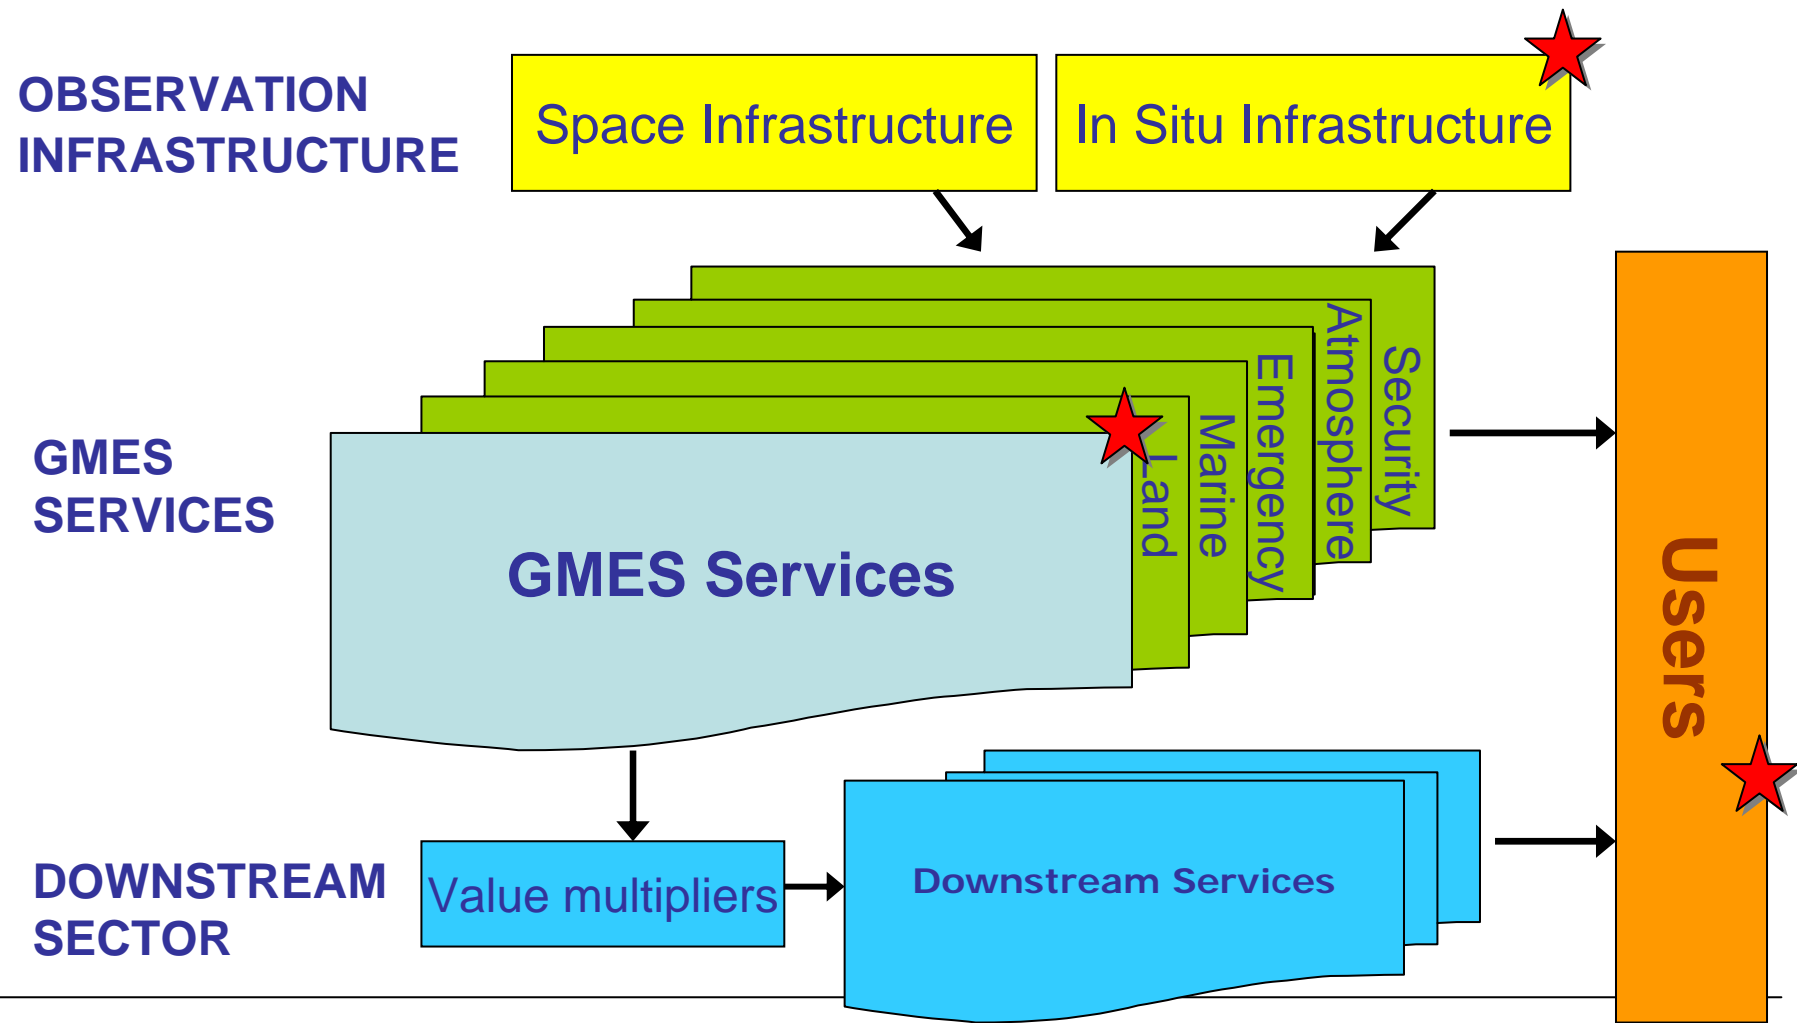 OBSERVATION
INFRASTRUCTURE
Space Infrastructure
In Situ Infrastructure
GMES
SERVICES
GMES Services
Land
Marine
Emergency
Atmosphere
Security
Users
DOWNSTREAM
SECTOR
Value multipliers
Downstream Services